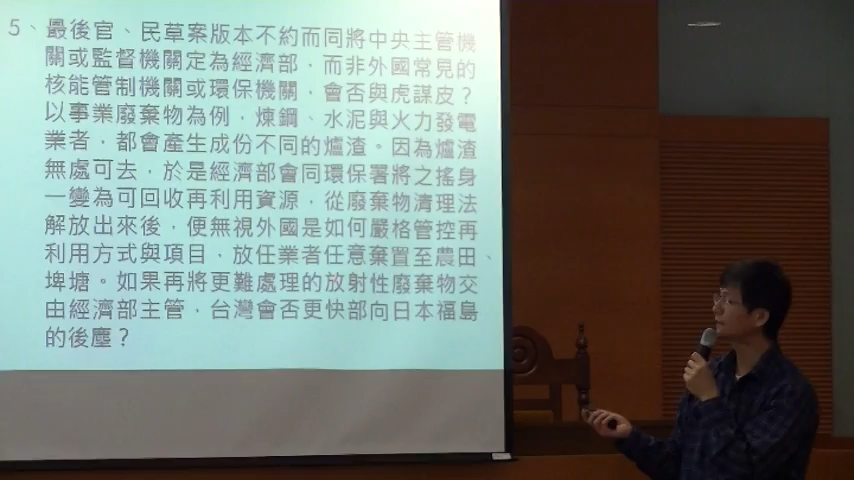 5、最後官、民草案版本不約而同將中央主管機
關或監督機關定為經濟部，而非外國常見的
核能管制機關或環保機關，會否與虎謀皮？
以事業廢棄物為例，煉鋼、水泥與火力發電
業者，都會產生成份不同的爐渣。因為爐渣
無處可去，於是經濟部會同環保署將之搖身
一變為可回收再利用資源，從廢棄物清理法
解放出來後，便無視外國是如何嚴格管控再
利用方式與項目，放任業者任意棄置至農田、
埤塘。如果再將更難處理的放射性廢棄物交
由經濟部主管，台灣會否更快部向日本福島
的後塵？